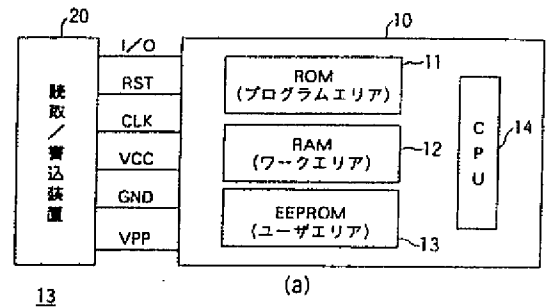 20
読取/書込装置
I/O
RST
CLK
VCC
GND
VPP
10
ROM
(プログラムエリア)
11
RAM
(ワークエリア)
12
EEPROM
(ユーザエリア)
13
CPU
14
(a)
13